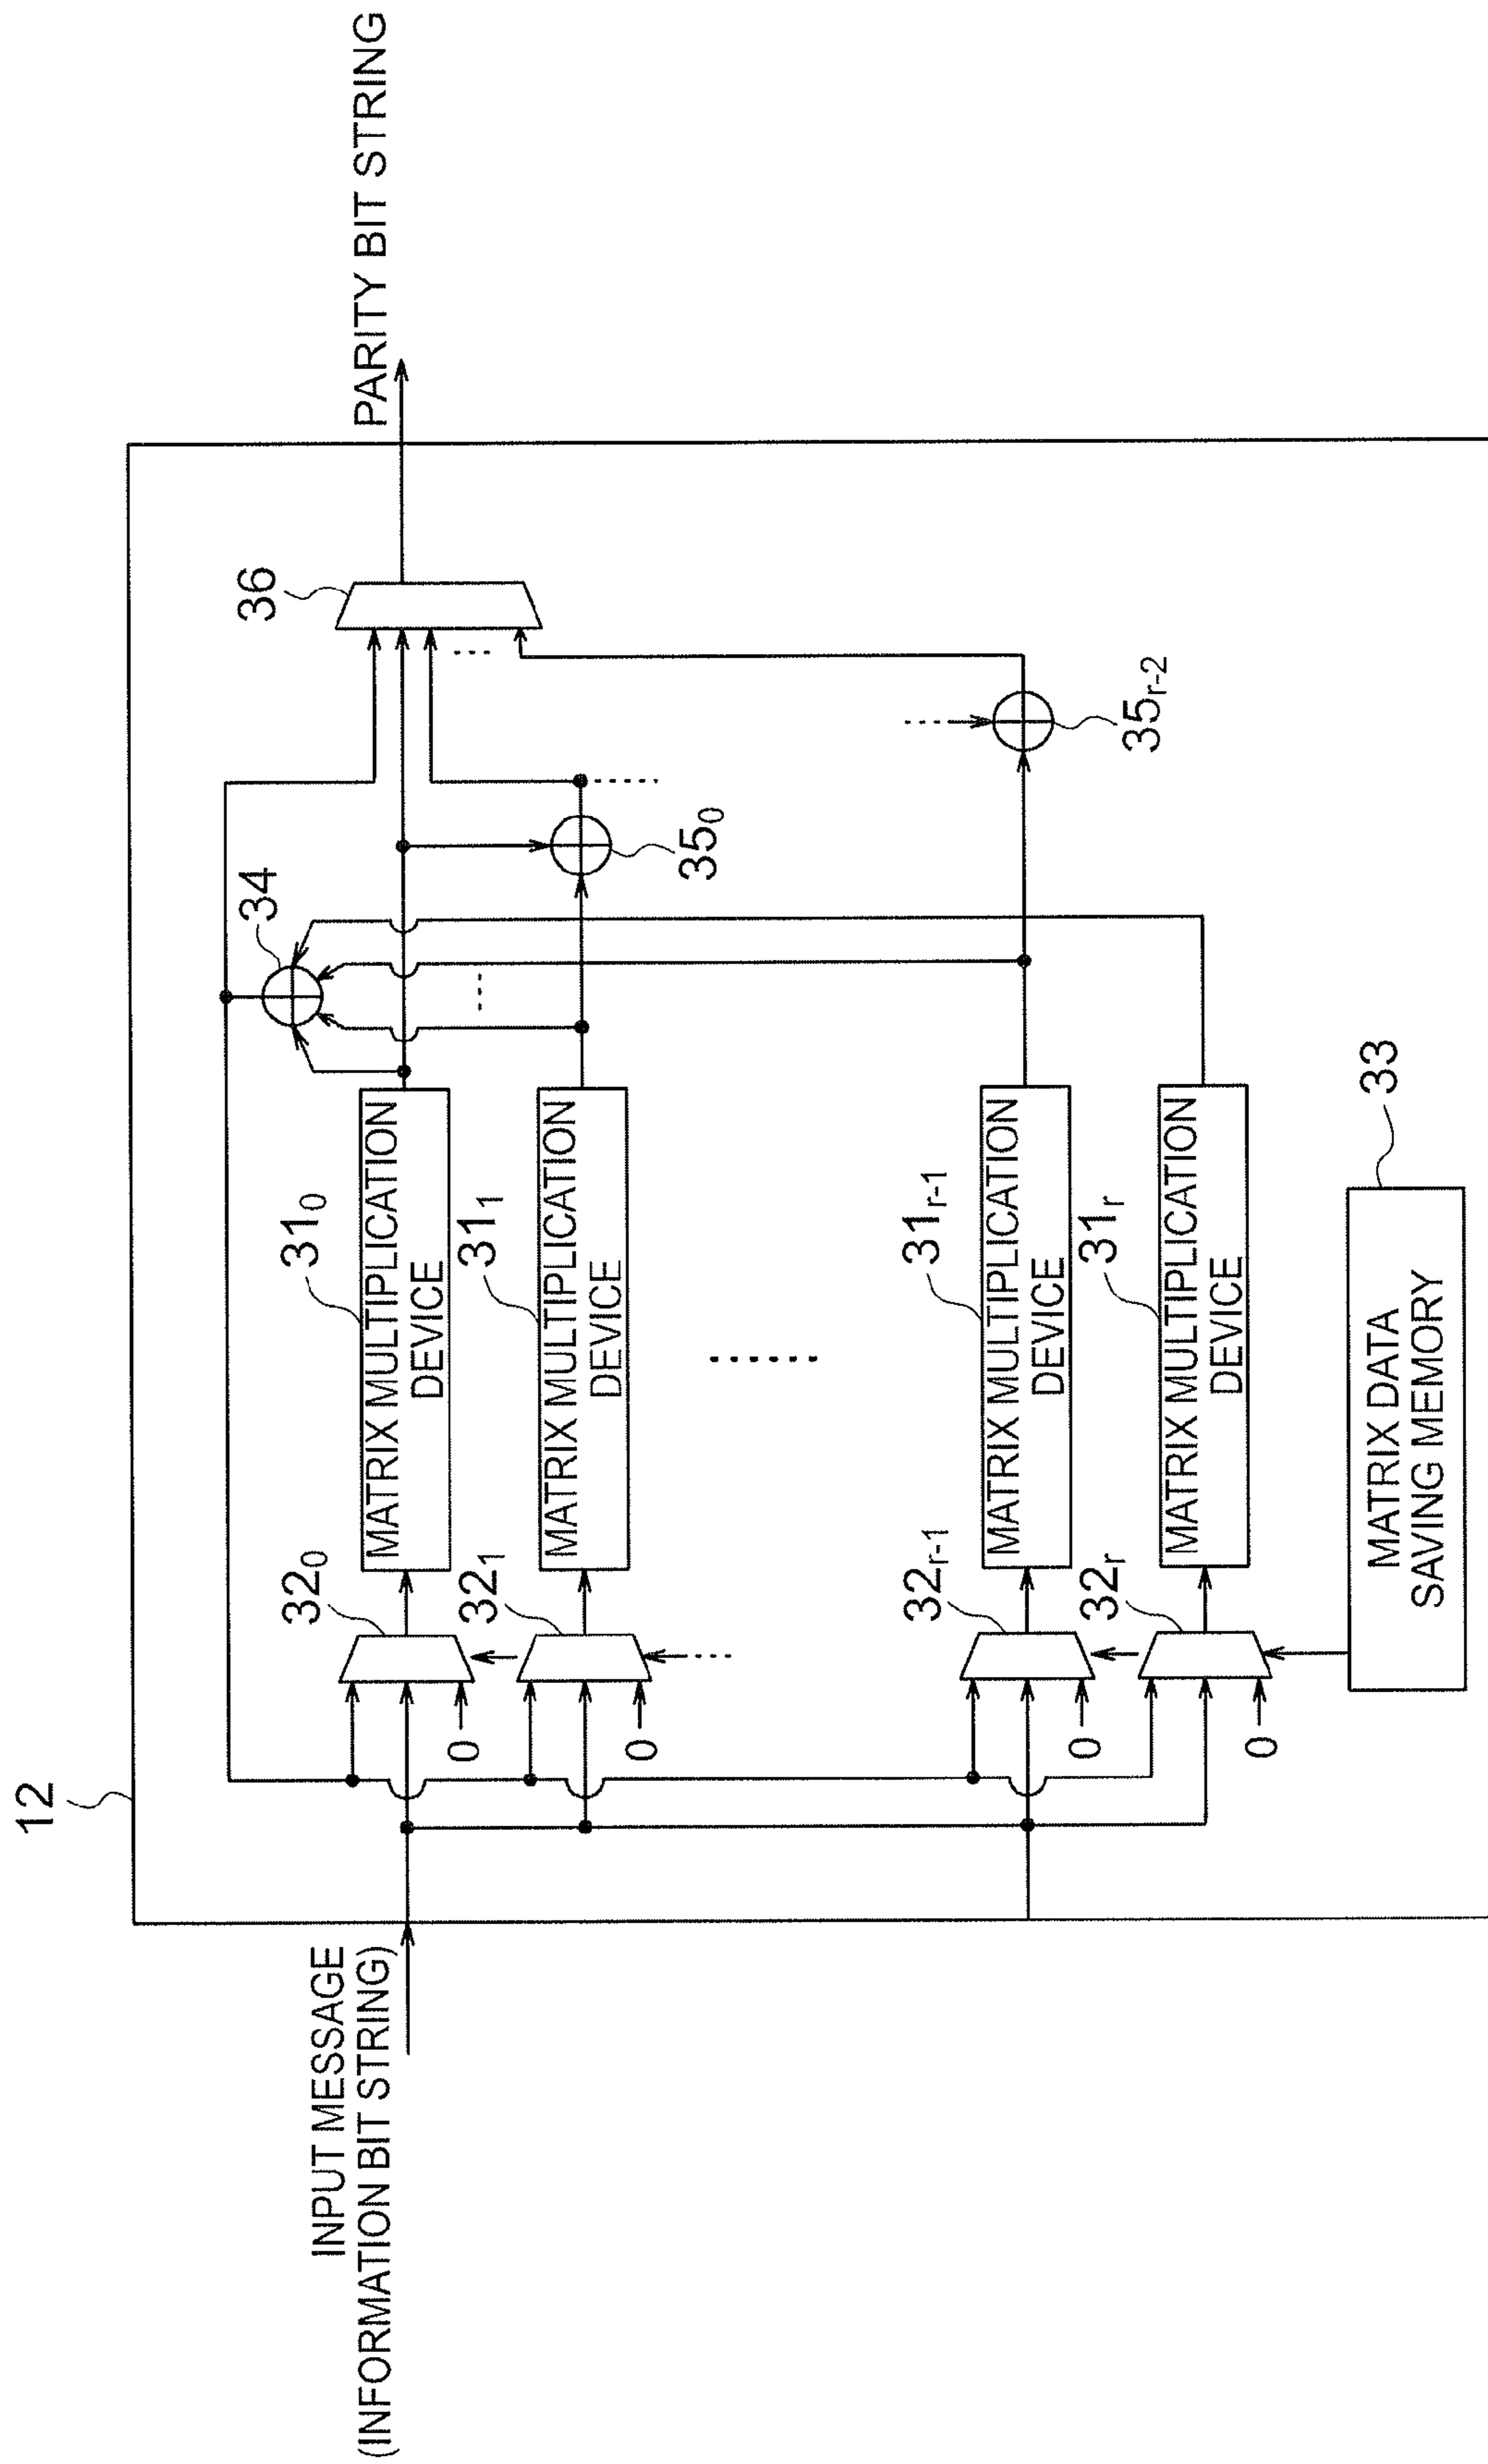 12
INPUT MESSAGE
(INFORMATION BIT STRING)
PARITY BIT STRING
32₀
31₀
MATRIX MULTIPLICATION
DEVICE
34
36
0
32₁
31₁
MATRIX MULTIPLICATION
DEVICE
35₀
0
32ᵣ₋₁
31ᵣ₋₁
MATRIX MULTIPLICATION
DEVICE
35ᵣ₋₂
0
32ᵣ
31ᵣ
MATRIX MULTIPLICATION
DEVICE
0
33
MATRIX DATA
SAVING MEMORY